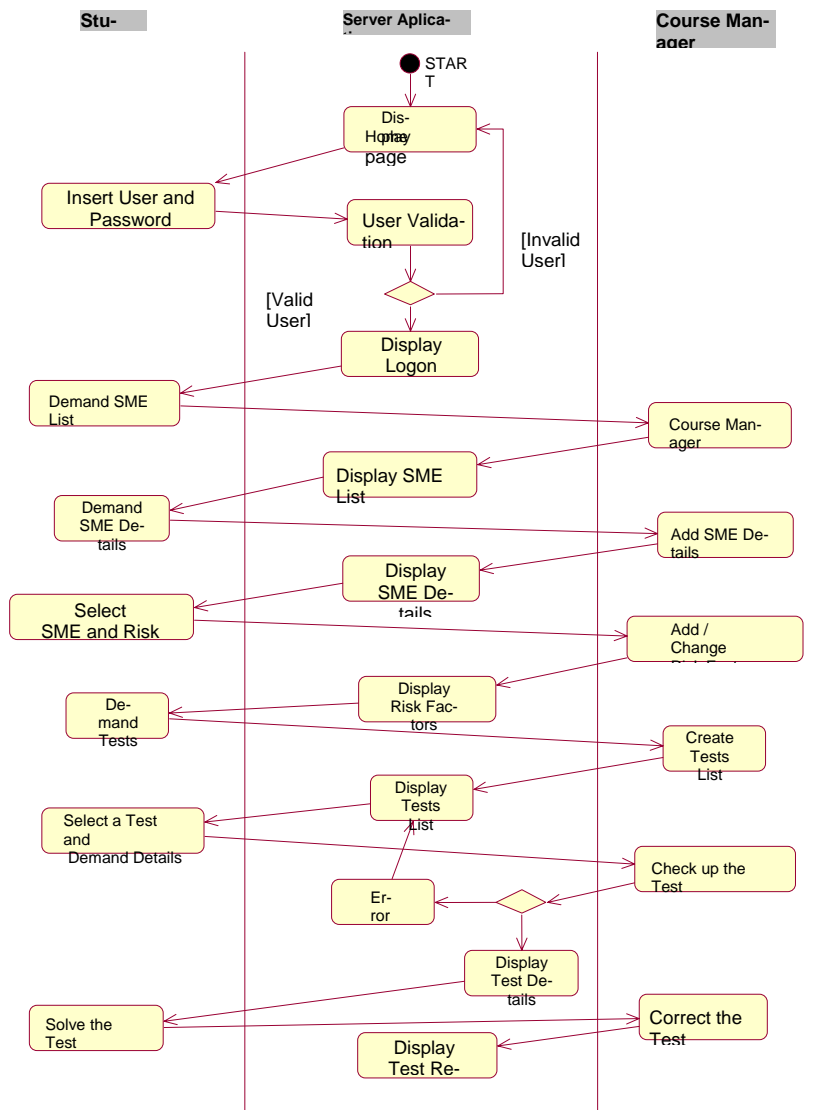 Stu-
Server Aplica-
Course Man-
ager
STAR
T
Dis-
play
Home
page
Insert User and
Password
User Valida-
tion
[Invalid
User]
[Valid
User]
Display
Logon
Demand SME
List
Course Man-
ager
Display SME
List
Demand
SME De-
tails
Add SME De-
tails
Display
SME De-
tails
Select
SME and Risk
Add /
Change
Display
Risk Fac-
tors
De-
mand
Tests
Create
Tests
List
Display
Tests
List
Select a Test
and
Demand Details
Check up the
Test
Er-
ror
Display
Test De-
tails
Solve the
Test
Correct the
Test
Display
Test Re-